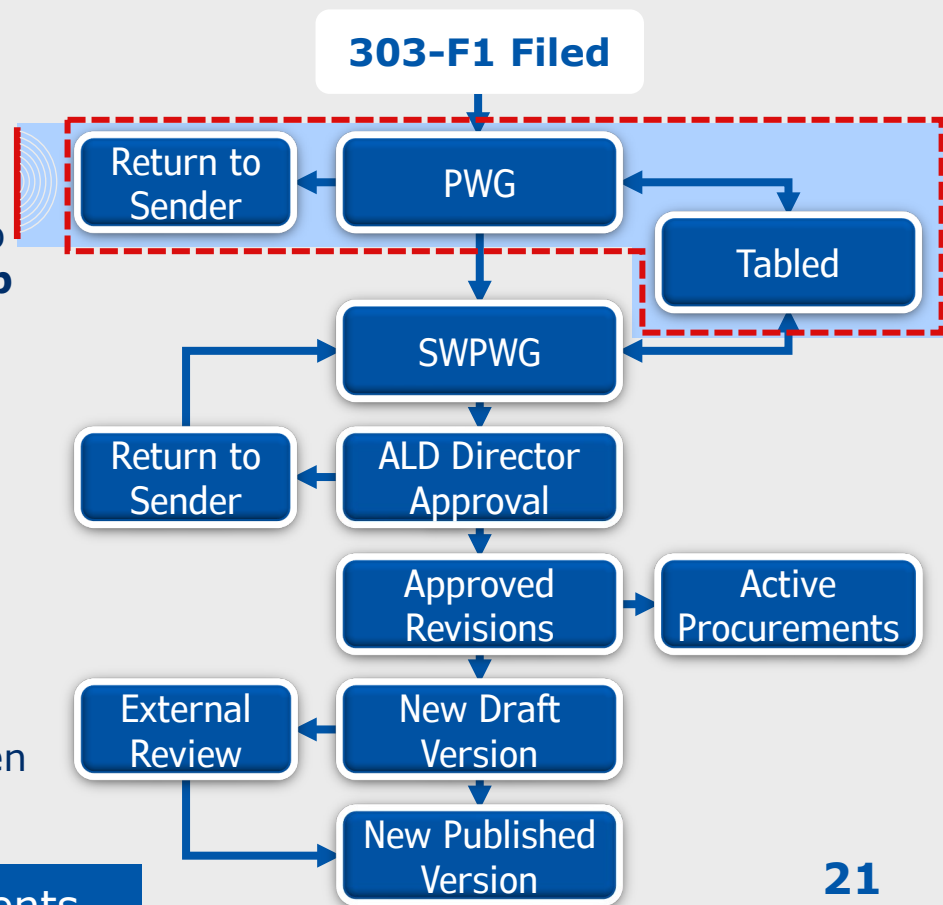 303-F1 Filed
Return to
Sender
PWG
Tabled
SWPWG
Return to
Sender
ALD Director
Approval
Approved
Revisions
Active
Procurements
External
Review
New Draft
Version
New Published
Version
21